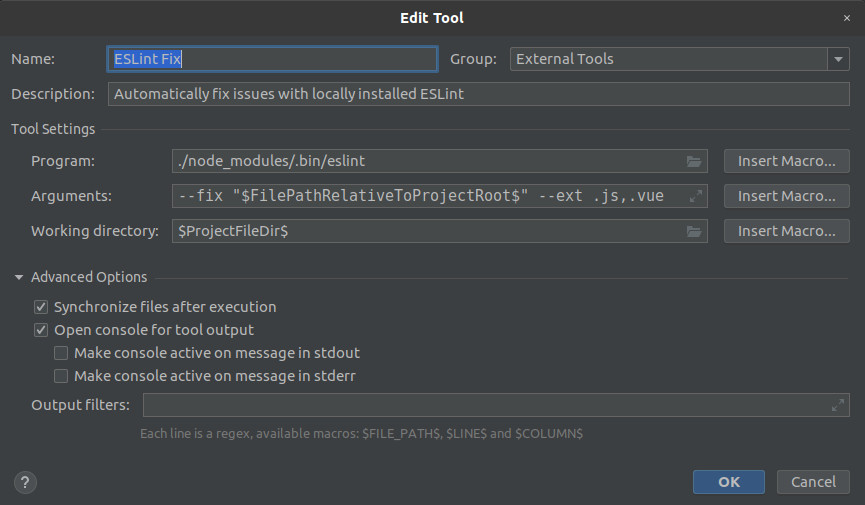 Edit Tool ×
Name: ESLint Fix Group: External Tools
Description: Automatically fix issues with locally installed ESLint
Tool Settings
Program: ./node_modules/.bin/eslint Insert Macro...
Arguments: --fix "$FilePathRelativeToProjectRoot$" --ext .js,.vue Insert Macro...
Working directory: $ProjectFileDir$ Insert Macro...
Advanced Options
Synchronize files after execution
Open console for tool output
Make console active on message in stdout
Make console active on message in stderr
Output filters:
Each line is a regex, available macros: $FILE_PATH$, $LINE$ and $COLUMN$
? OK Cancel